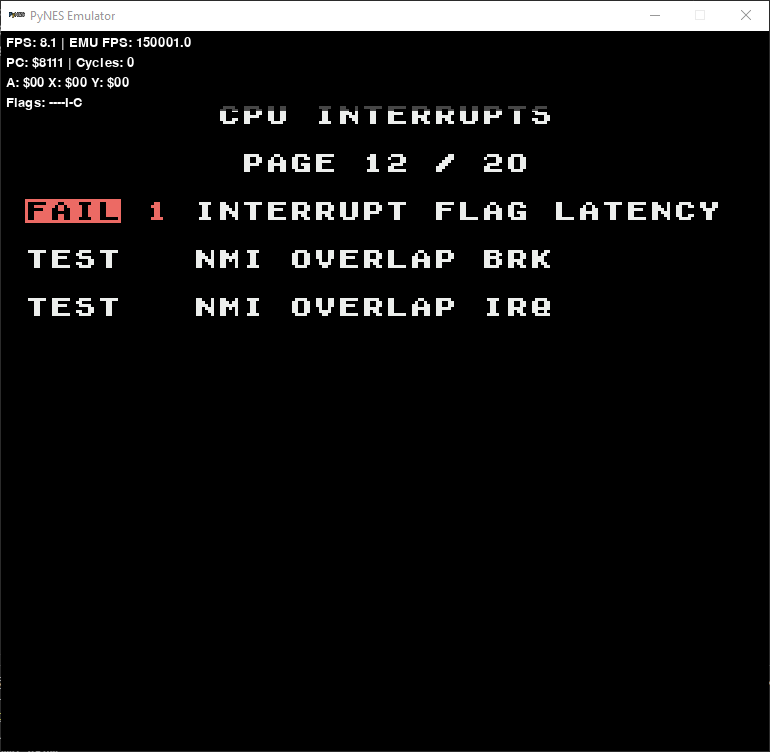 PyNES PyNES Emulator
FPS: 8.1 | EMU FPS: 150001.0
PC: $8111 | Cycles: 0
A: $00 X: $00 Y: $00
Flags: ----I-C
CPU INTERRUPTS
PAGE 12 / 20
FAIL 1 INTERRUPT FLAG LATENCY
TEST NMI OVERLAP BRK
TEST NMI OVERLAP IRQ